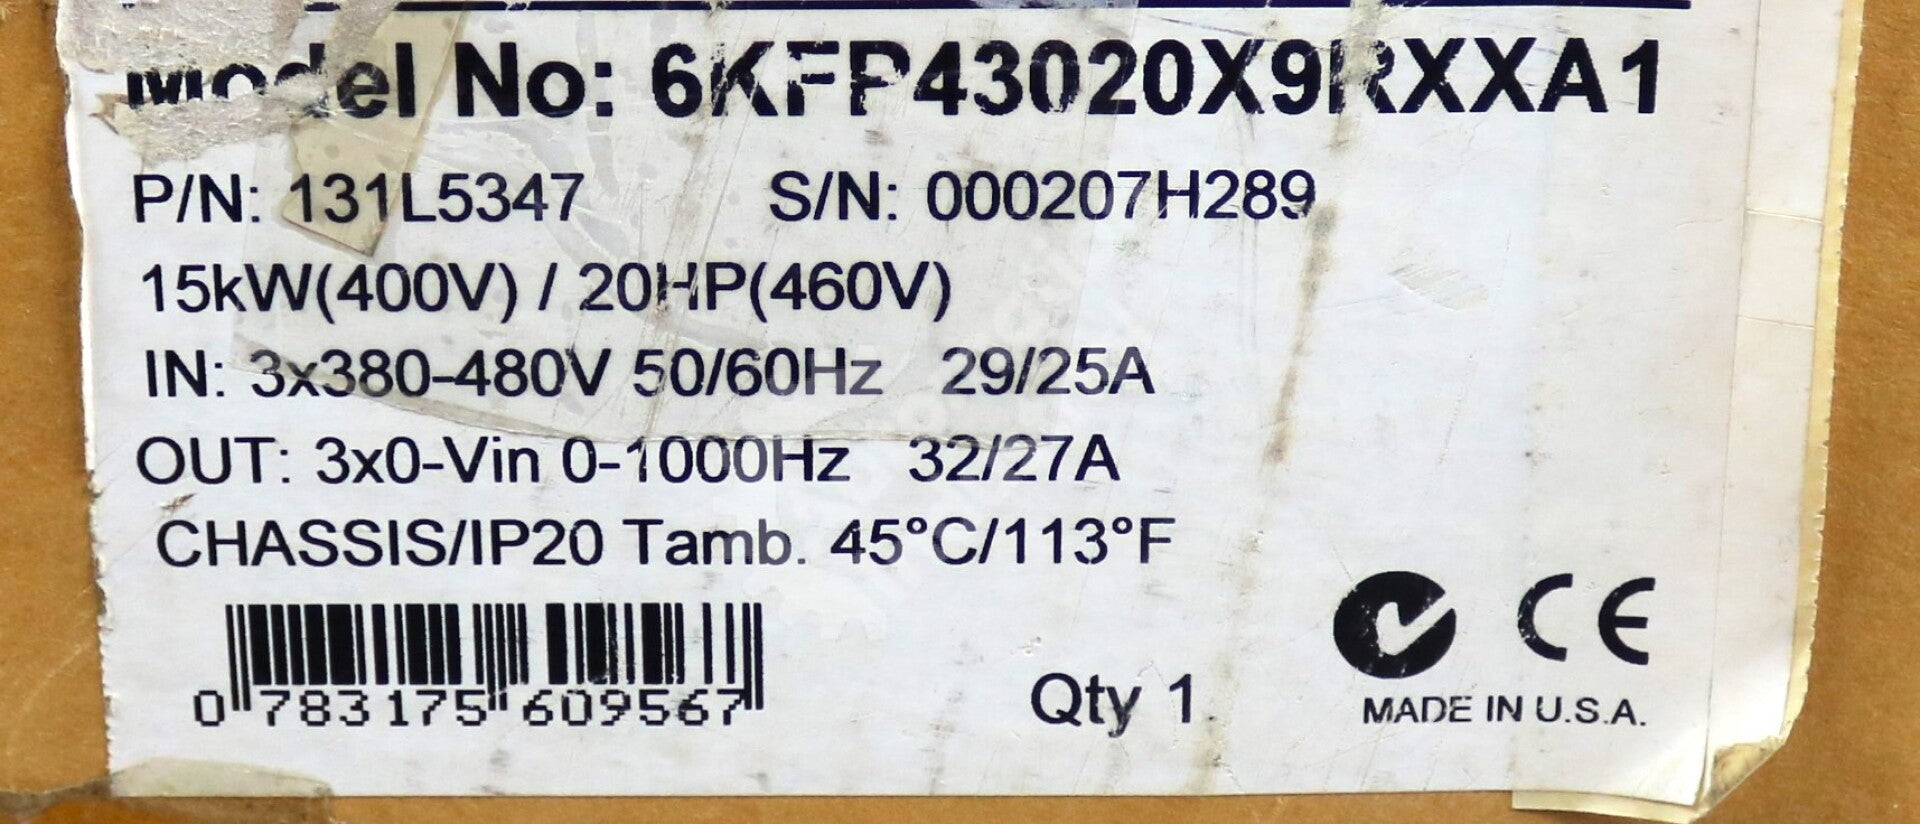 Model No: 6KFP43020X9RXXA1
P/N: 131L5347 S/N: 000207H289
15kW(400V) / 20HP(460V)
IN: 3x380-480V 50/60Hz 29/25A
OUT: 3x0-Vin 0-1000Hz 32/27A
CHASSIS/IP20 Tamb. 45°C/113°F
0 783175 609567
Qty 1
CE
MADE IN U.S.A.